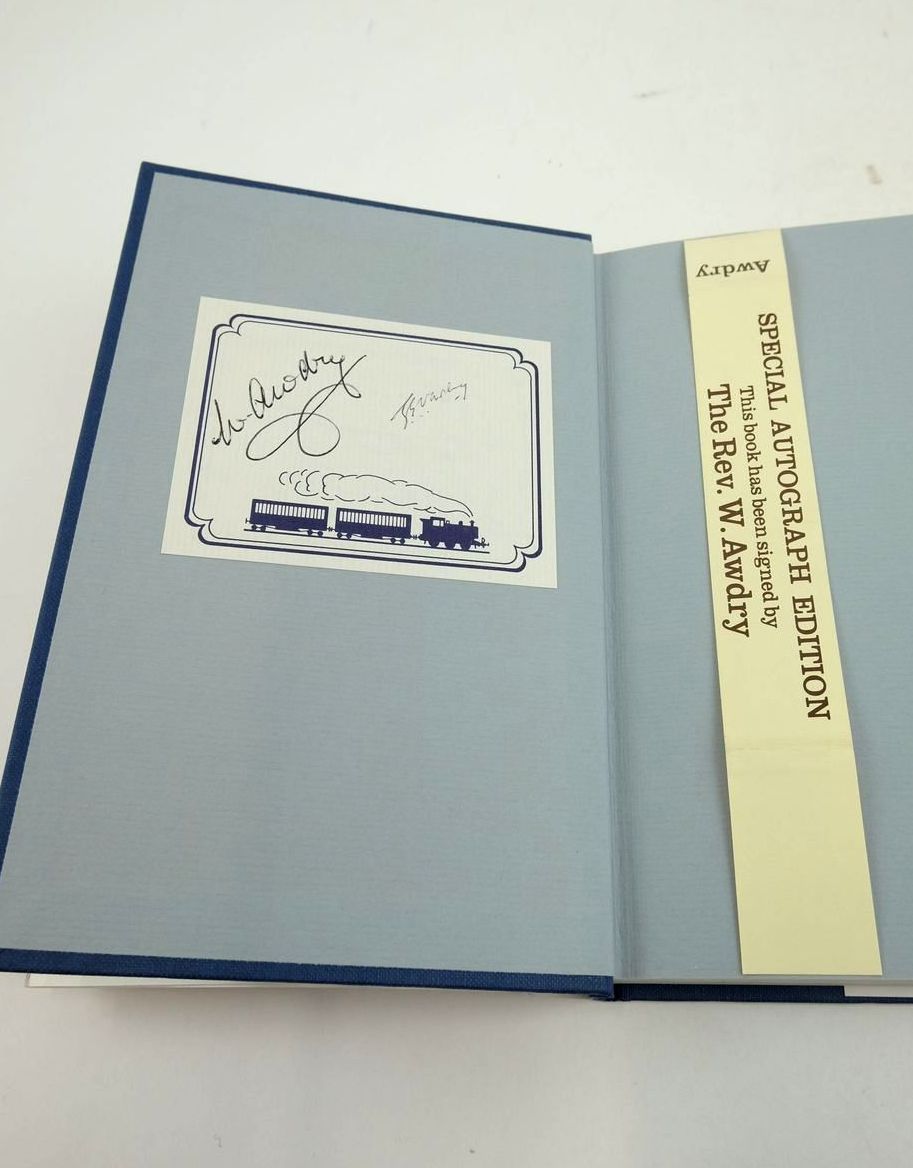 W. Awdry
Awdry
SPECIAL AUTOGRAPH EDITION
This book has been signed by
The Rev. W. Awdry